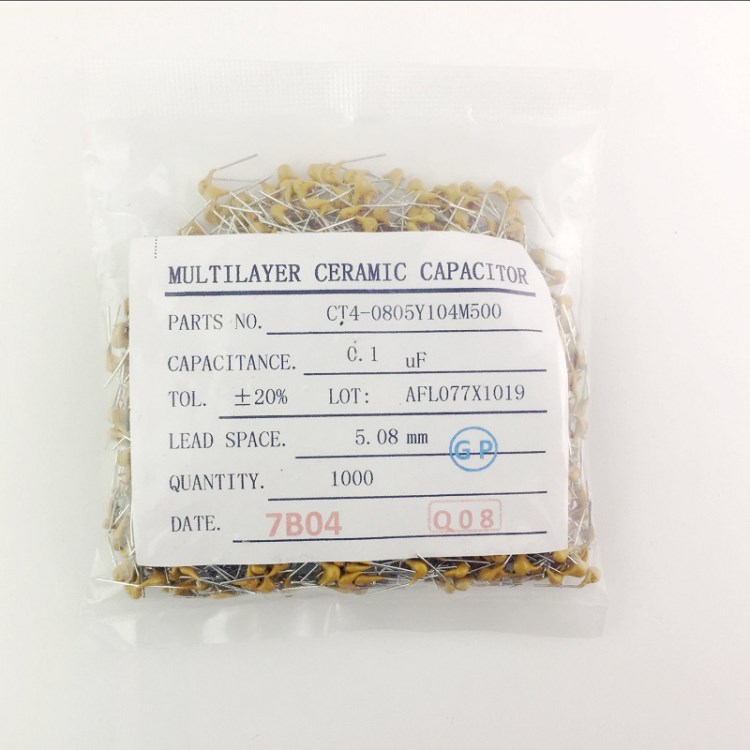 MULTILAYER CERAMIC CAPACITOR
PARTS NO. CT4-0805Y104M500
CAPACITANCE. 0.1 uF
TOL. ±20% LOT: AFL077X1019
LEAD SPACE. 5.08 mm
GP
QUANTITY. 1000
DATE. 7B04 Q08